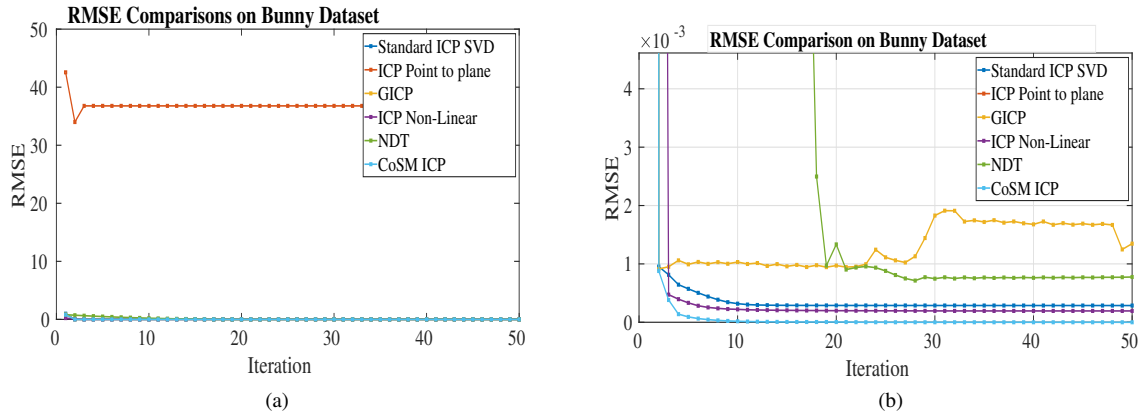 RMSE Comparisons on Bunny Dataset
50
40
30
20
10
0
RMSE
Standard ICP SVD
ICP Point to plane
GICP
ICP Non-Linear
NDT
CoSM ICP
0 10 20 30 40 50
Iteration
(a)
×10⁻³
RMSE Comparison on Bunny Dataset
4
3
2
1
0
RMSE
Standard ICP SVD
ICP Point to plane
GICP
ICP Non-Linear
NDT
CoSM ICP
0 10 20 30 40 50
Iteration
(b)